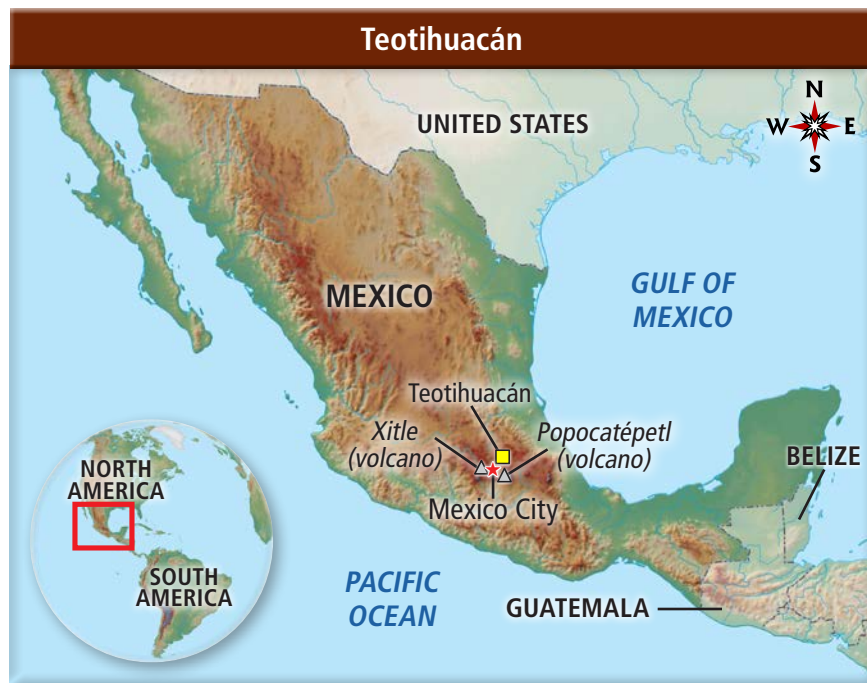 Teotihuacán
N
W E
S
UNITED STATES
GULF OF
MEXICO
MEXICO
Teotihuacán
Xitle
(volcano)
Popocatépetl
(volcano)
Mexico City
BELIZE
NORTH
AMERICA
SOUTH
AMERICA
PACIFIC
OCEAN
GUATEMALA